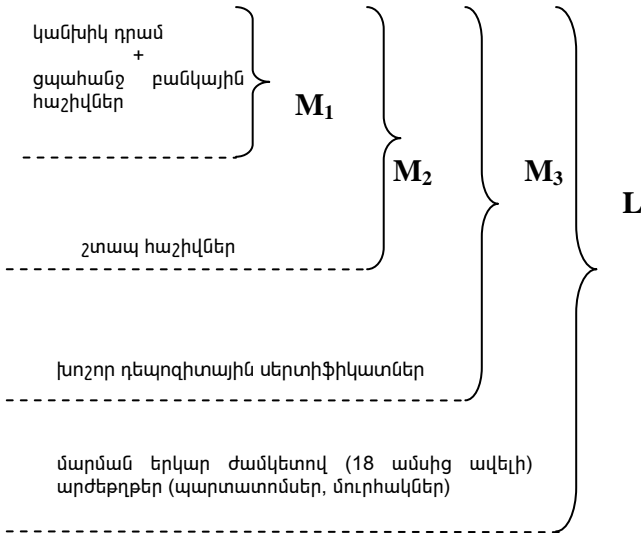 կանխիկ դրամ
+
ցպահանջ բանկային
հաշիվներ
M₁
M₂
M₃
L
շտապ հաշիվներ
խոշոր դեպոզիտային սերտիֆիկատներ
մարման երկար ժամկետով (18 ամսից ավելի)
արժեթղթեր (պարտատոմսեր, մուրհակներ)